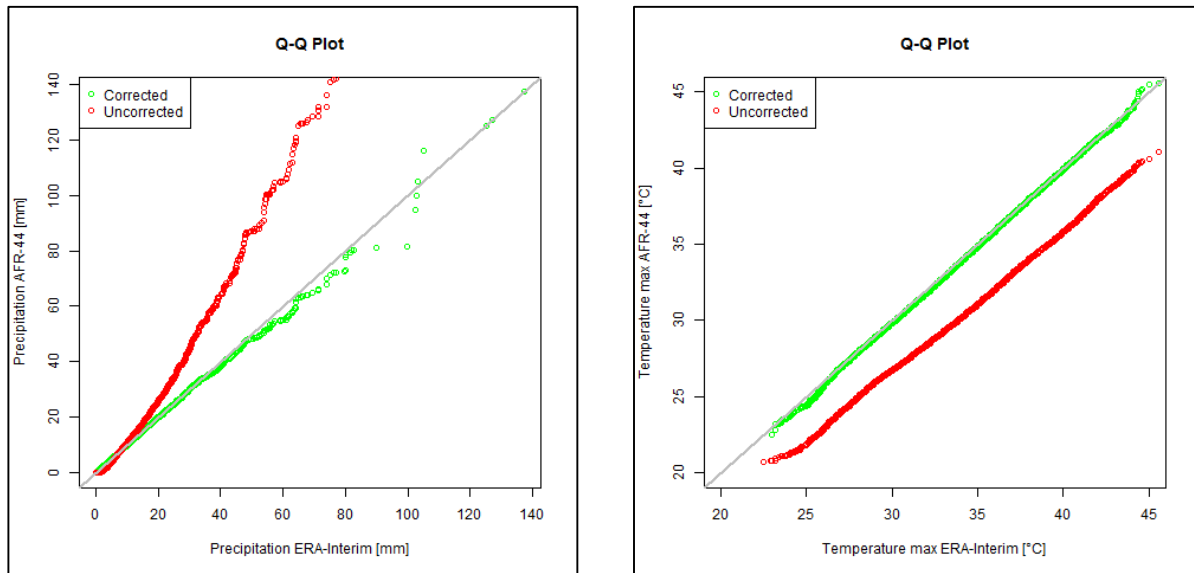 Q-Q Plot
Corrected
Uncorrected
Precipitation AFR-44 [mm]
140
120
100
80
60
40
20
0
0 20 40 60 80 100 120 140
Precipitation ERA-Interim [mm]
Q-Q Plot
Corrected
Uncorrected
Temperature max AFR-44 [°C]
45
40
35
30
25
20
20 25 30 35 40 45
Temperature max ERA-Interim [°C]